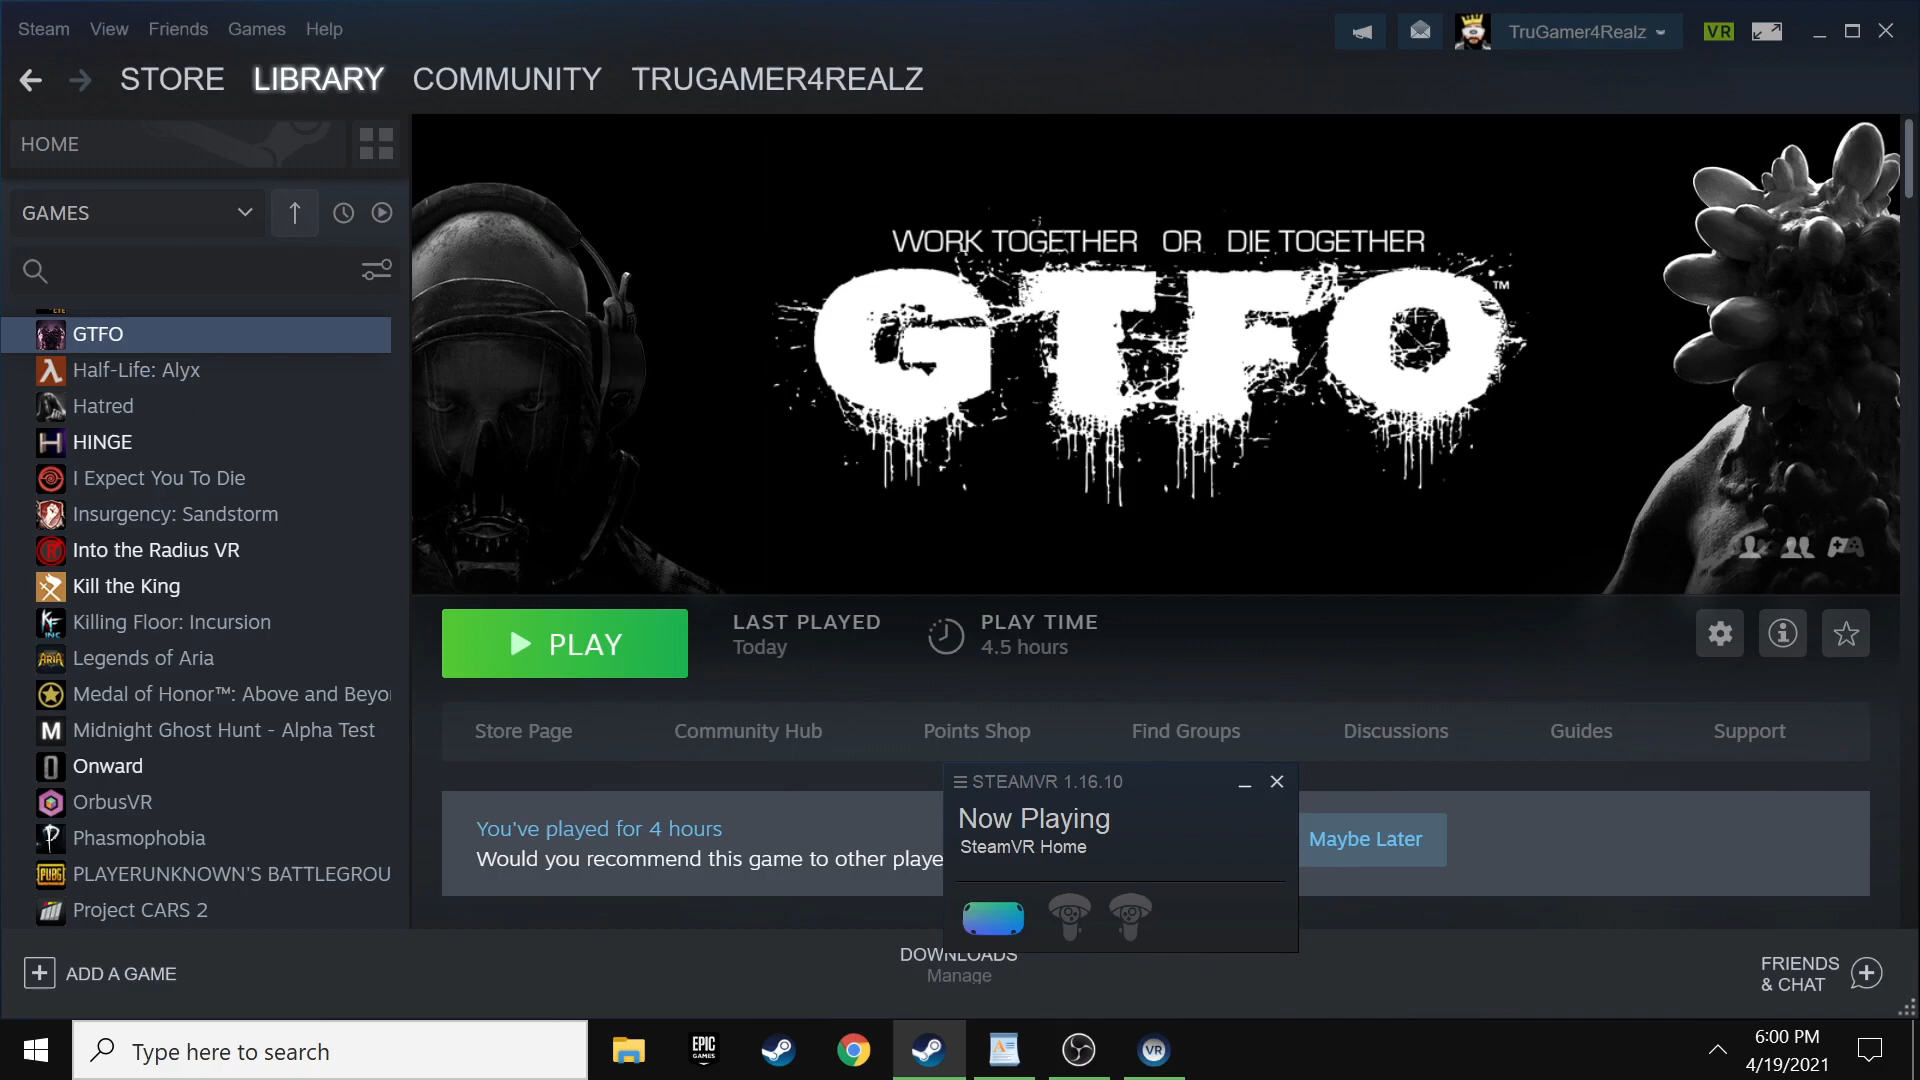 Steam View Friends Games Help
TruGamer4Realz
VR
STORE LIBRARY COMMUNITY TRUGAMER4REALZ
HOME
GAMES
GTFO
Half-Life: Alyx
Hatred
HINGE
I Expect You To Die
Insurgency: Sandstorm
Into the Radius VR
Kill the King
Killing Floor: Incursion
Legends of Aria
Medal of Honor™: Above and Beyo
Midnight Ghost Hunt - Alpha Test
Onward
OrbusVR
Phasmophobia
PLAYERUNKNOWN'S BATTLEGROU
Project CARS 2
WORK TOGETHER OR DIE TOGETHER
GTFO™
PLAY
LAST PLAYED
Today
PLAY TIME
4.5 hours
Store Page Community Hub Points Shop Find Groups Discussions Guides Support
You've played for 4 hours
Would you recommend this game to other playe
Maybe Later
STEAMVR 1.16.10
Now Playing
SteamVR Home
ADD A GAME
DOWNLOADS
Manage
FRIENDS
& CHAT
Type here to search
EPIC
GAMES
VR
6:00 PM
4/19/2021